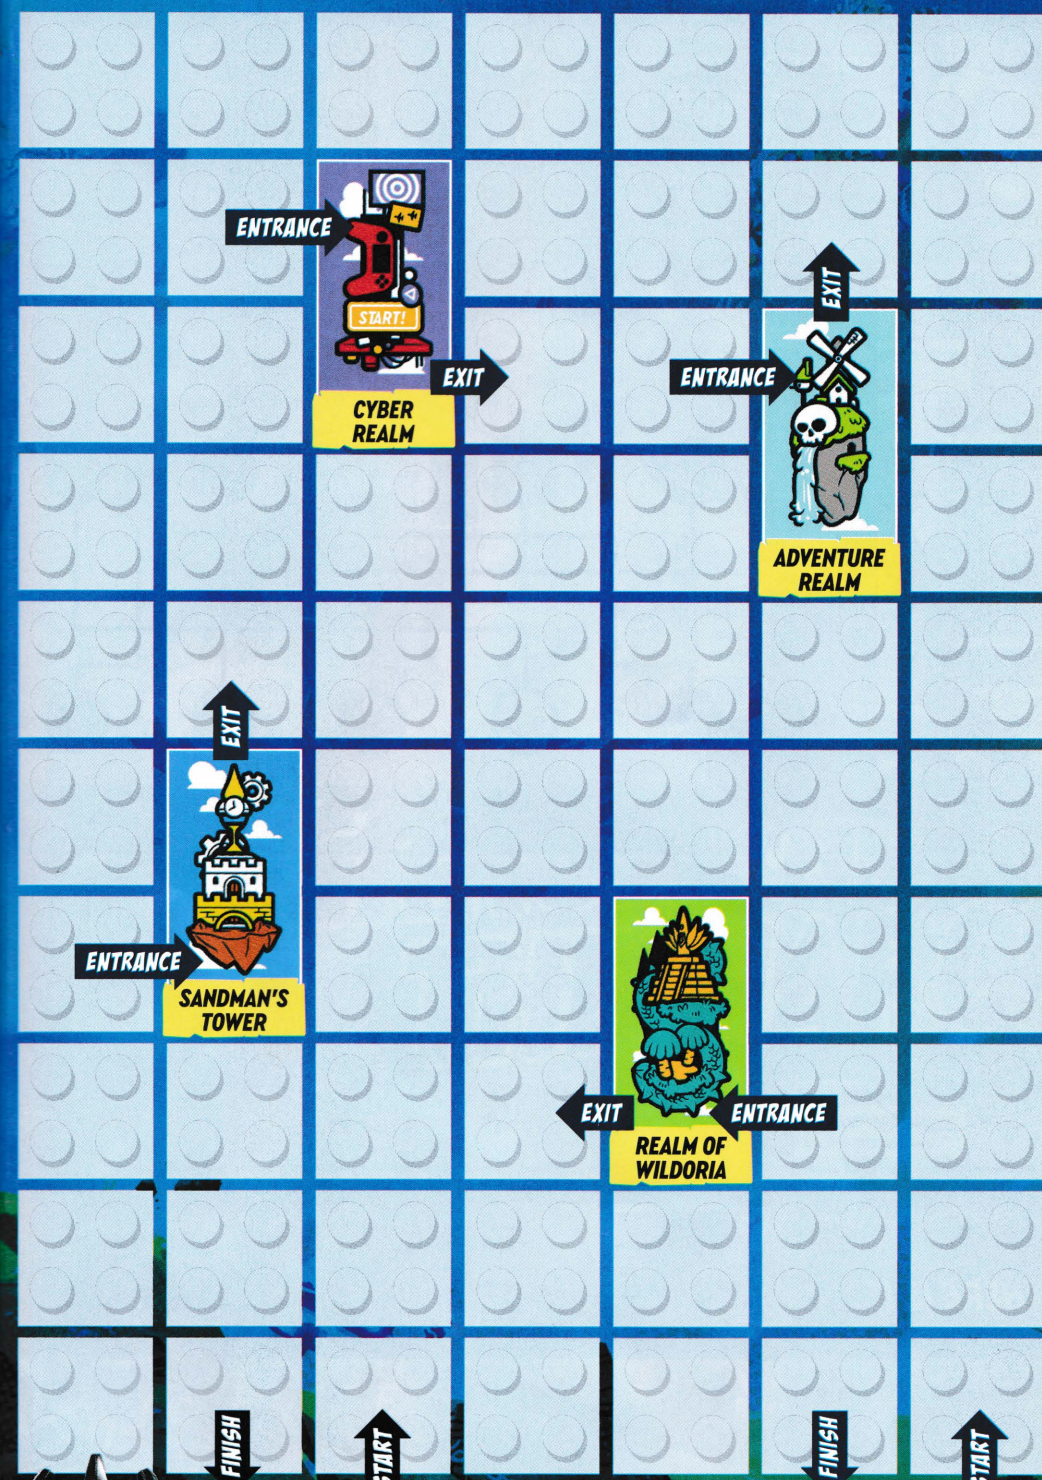 ENTRANCE
START!
EXIT
CYBER
REALM
EXIT
ENTRANCE
ADVENTURE
REALM
EXIT
ENTRANCE
SANDMAN'S
TOWER
EXIT
ENTRANCE
REALM OF
WILDORIA
FINISH
START
FINISH
START